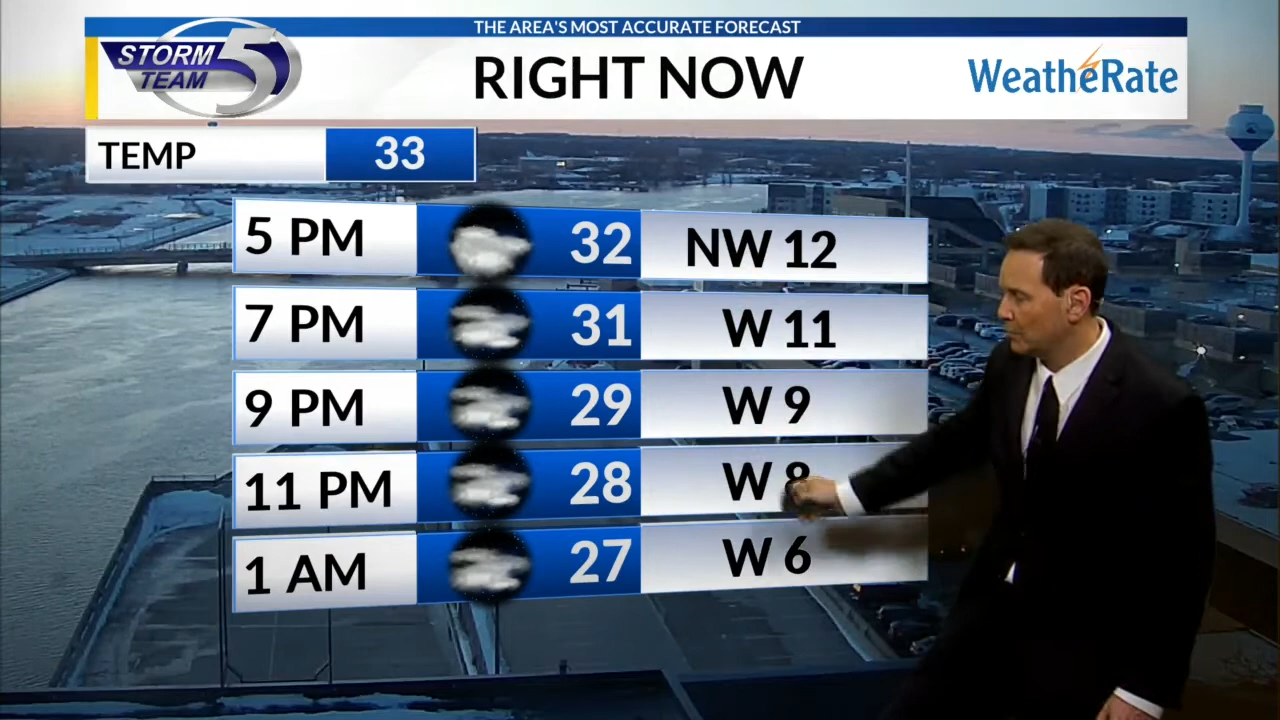 THE AREA'S MOST ACCURATE FORECAST
STORM TEAM 5
RIGHT NOW
WeatheRate
TEMP 33
5 PM 32 NW 12
7 PM 31 W 11
9 PM 29 W 9
11 PM 28 W 8
1 AM 27 W 6